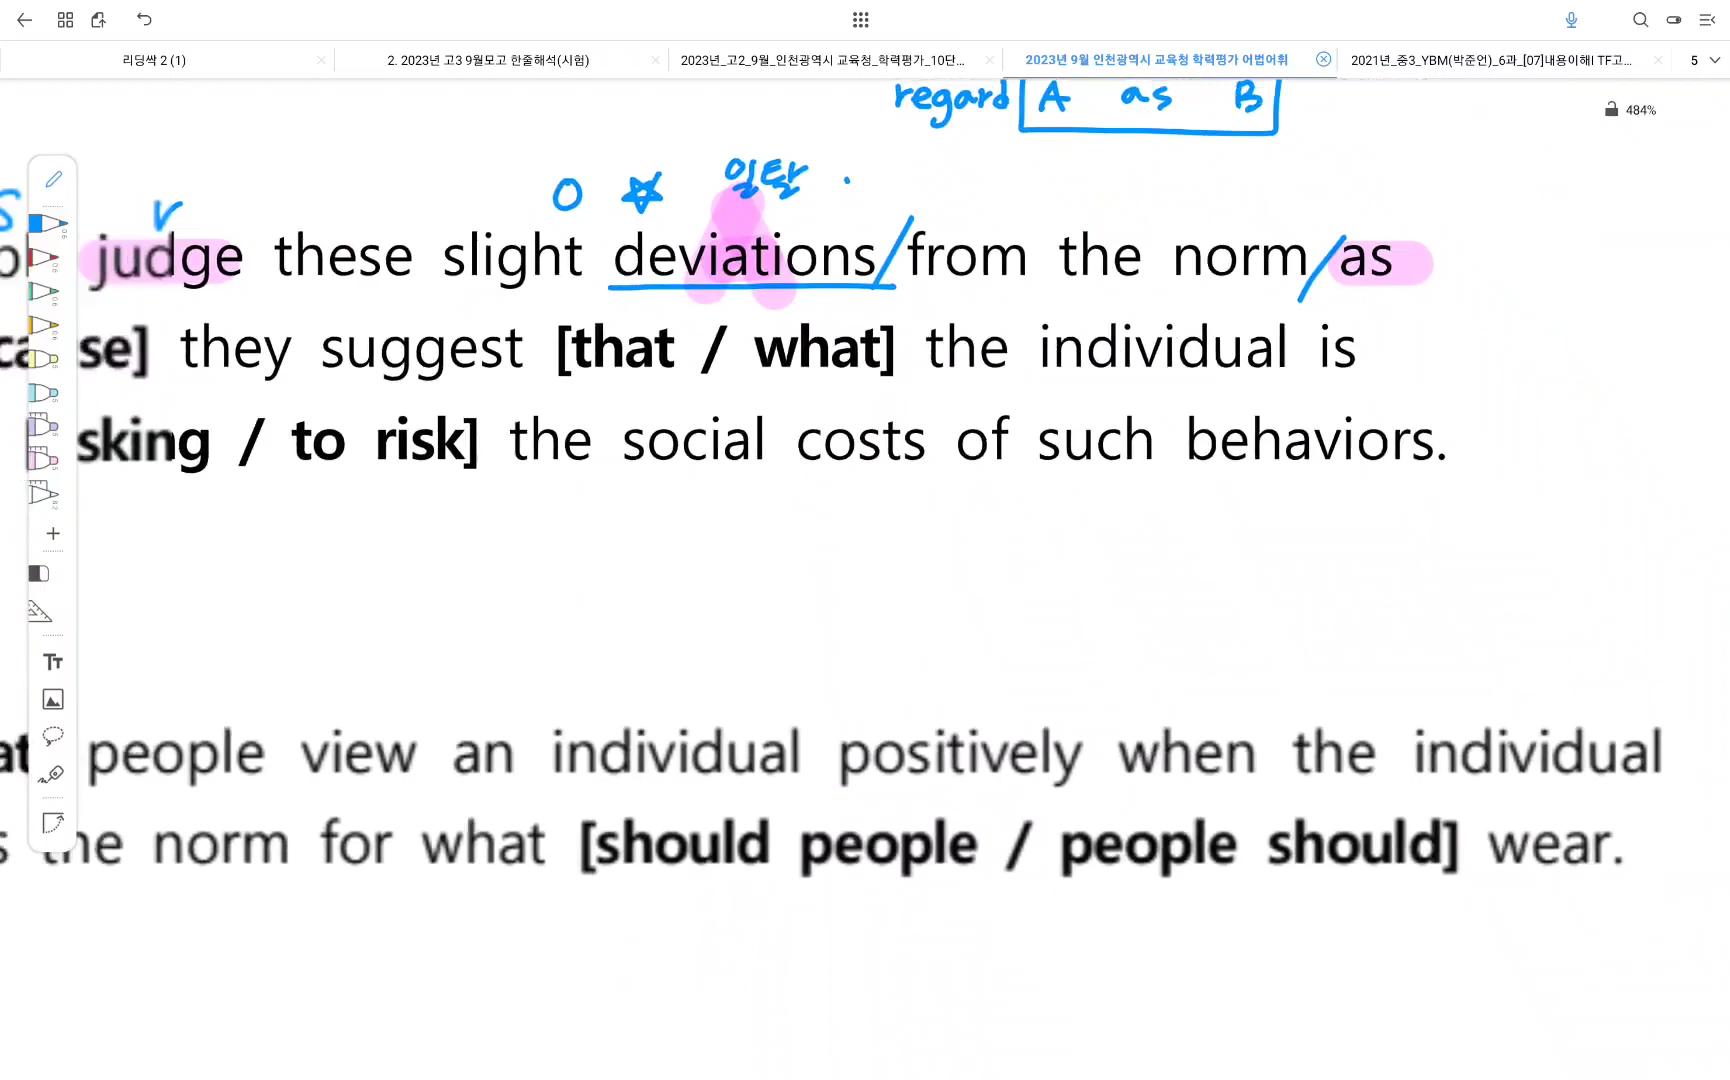 리딩싹 2 (1)
2. 2023년 고3 9월모고 한줄해석(시험)
2023년_고2_9월_인천광역시 교육청_학력평가_10단...
2023년 9월 인천광역시 교육청 학력평가 어법어휘
2021년_중3_YBM(박준언)_6과_[07]내용이해I TF고...
5
regard A as B
484%
S V O ☆ 일탈
judge these slight deviations/from the norm/as
se] they suggest [that / what] the individual is
sking / to risk] the social costs of such behaviors.
people view an individual positively when the individual
the norm for what [should people / people should] wear.